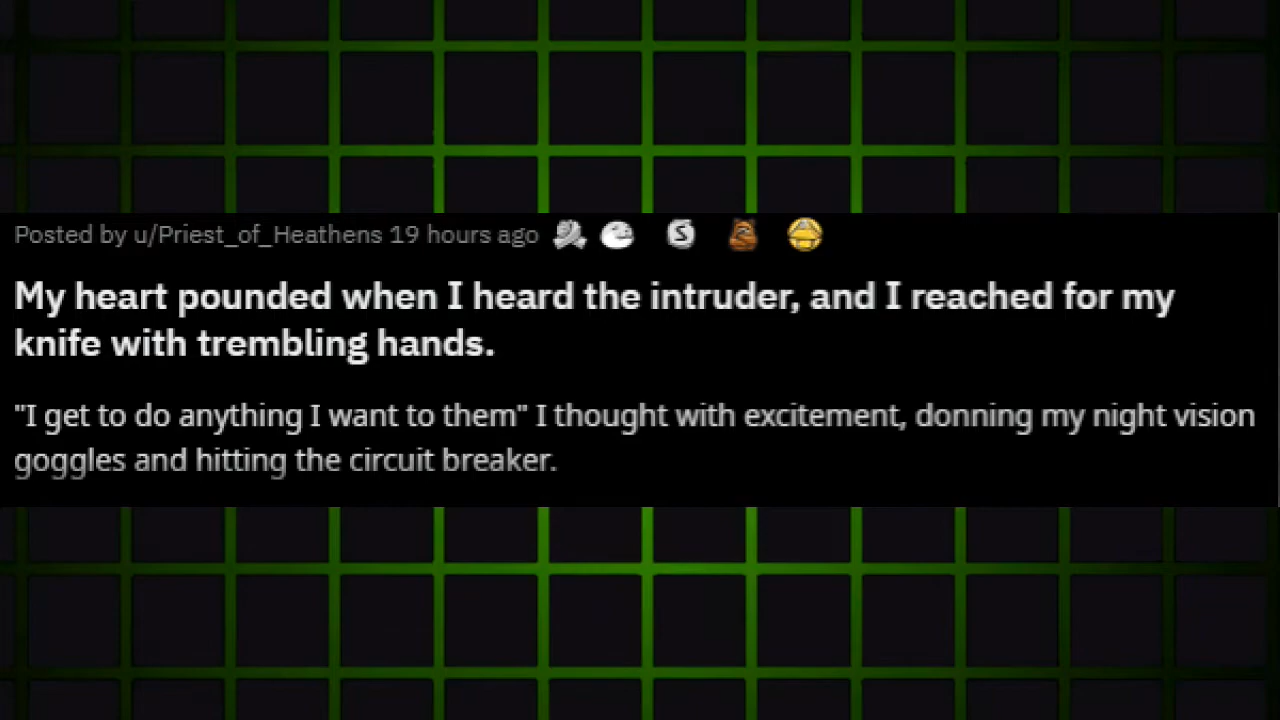 Posted by u/Priest_of_Heathens 19 hours ago
My heart pounded when I heard the intruder, and I reached for my
knife with trembling hands.
"I get to do anything I want to them" I thought with excitement, donning my night vision
goggles and hitting the circuit breaker.